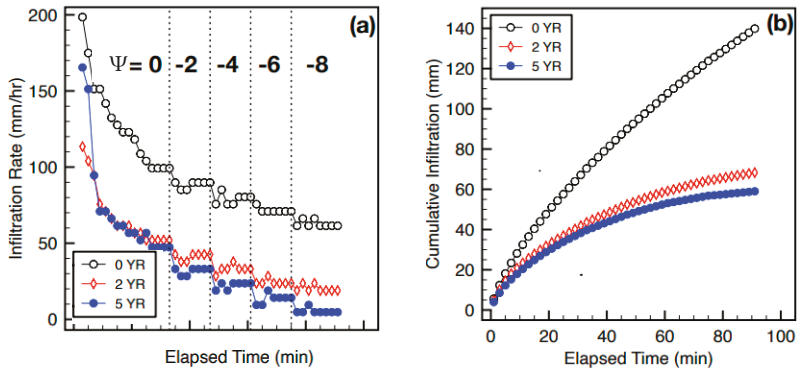 (a)
200
150
100
50
0
Infiltration Rate (mm/hr)
Ψ= 0 -2 -4 -6 -8
0 YR
2 YR
5 YR
Elapsed Time (min)
(b)
0 YR
2 YR
5 YR
140
120
100
80
60
40
20
0
Cumulative Infiltration (mm)
0 20 40 60 80 100
Elapsed Time (min)